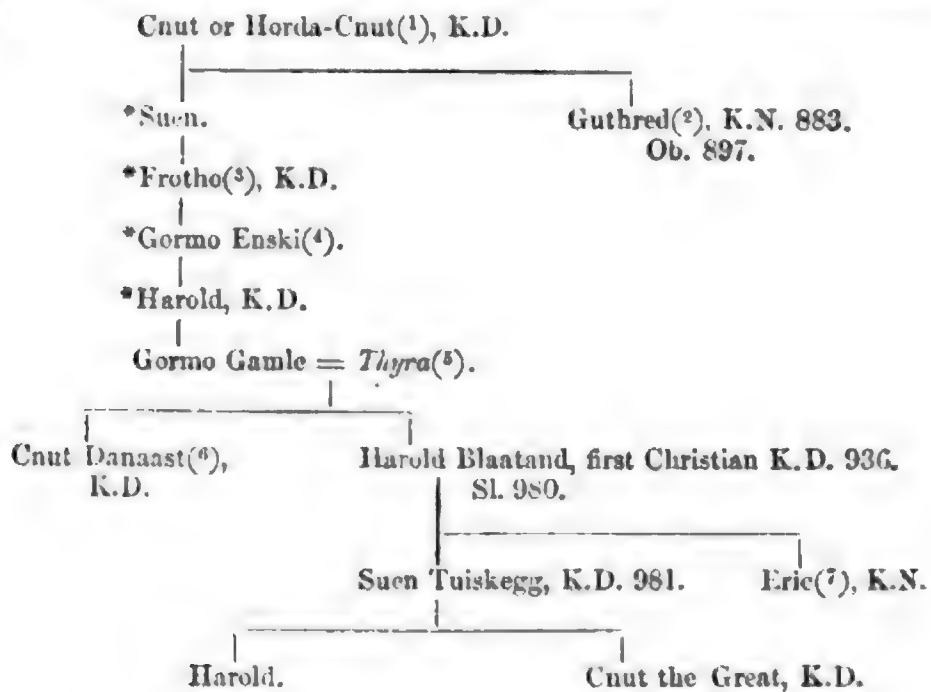 Cnut or Horda-Cnut(¹), K.D.
*Suen.
Guthred(²), K.N. 883.
Ob. 897.
*Frotho(³), K.D.
*Gormo Enski(⁴).
*Harold, K.D.
Gormo Gamle = Thyra(⁵).
Cnut Danaast(⁶),
K.D.
Harold Blaatand, first Christian K.D. 936.
Sl. 980.
Suen Tuiskegg, K.D. 981.
Eric(⁷), K.N.
Harold.
Cnut the Great, K.D.